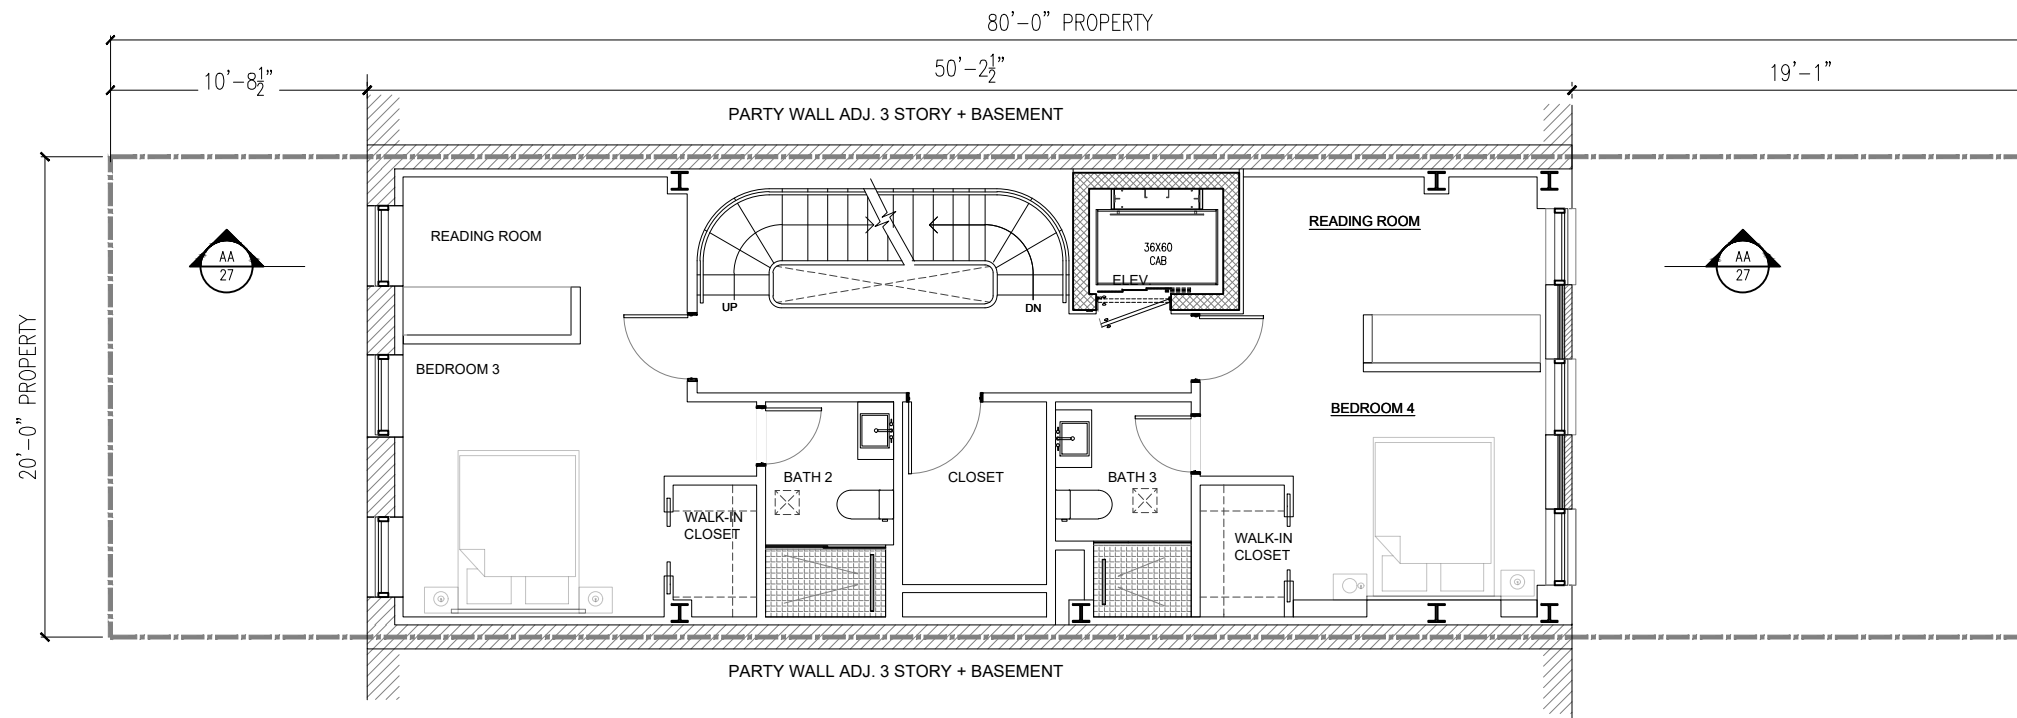 80'-0" PROPERTY
10'-8½"
50'-2½"
19'-1"
PARTY WALL ADJ. 3 STORY + BASEMENT
20'-0" PROPERTY
AA
27
READING ROOM
UP
DN
36X60
CAB
ELEV.
READING ROOM
AA
27
BEDROOM 3
BEDROOM 4
BATH 2
CLOSET
BATH 3
WALK-IN
CLOSET
WALK-IN
CLOSET
PARTY WALL ADJ. 3 STORY + BASEMENT